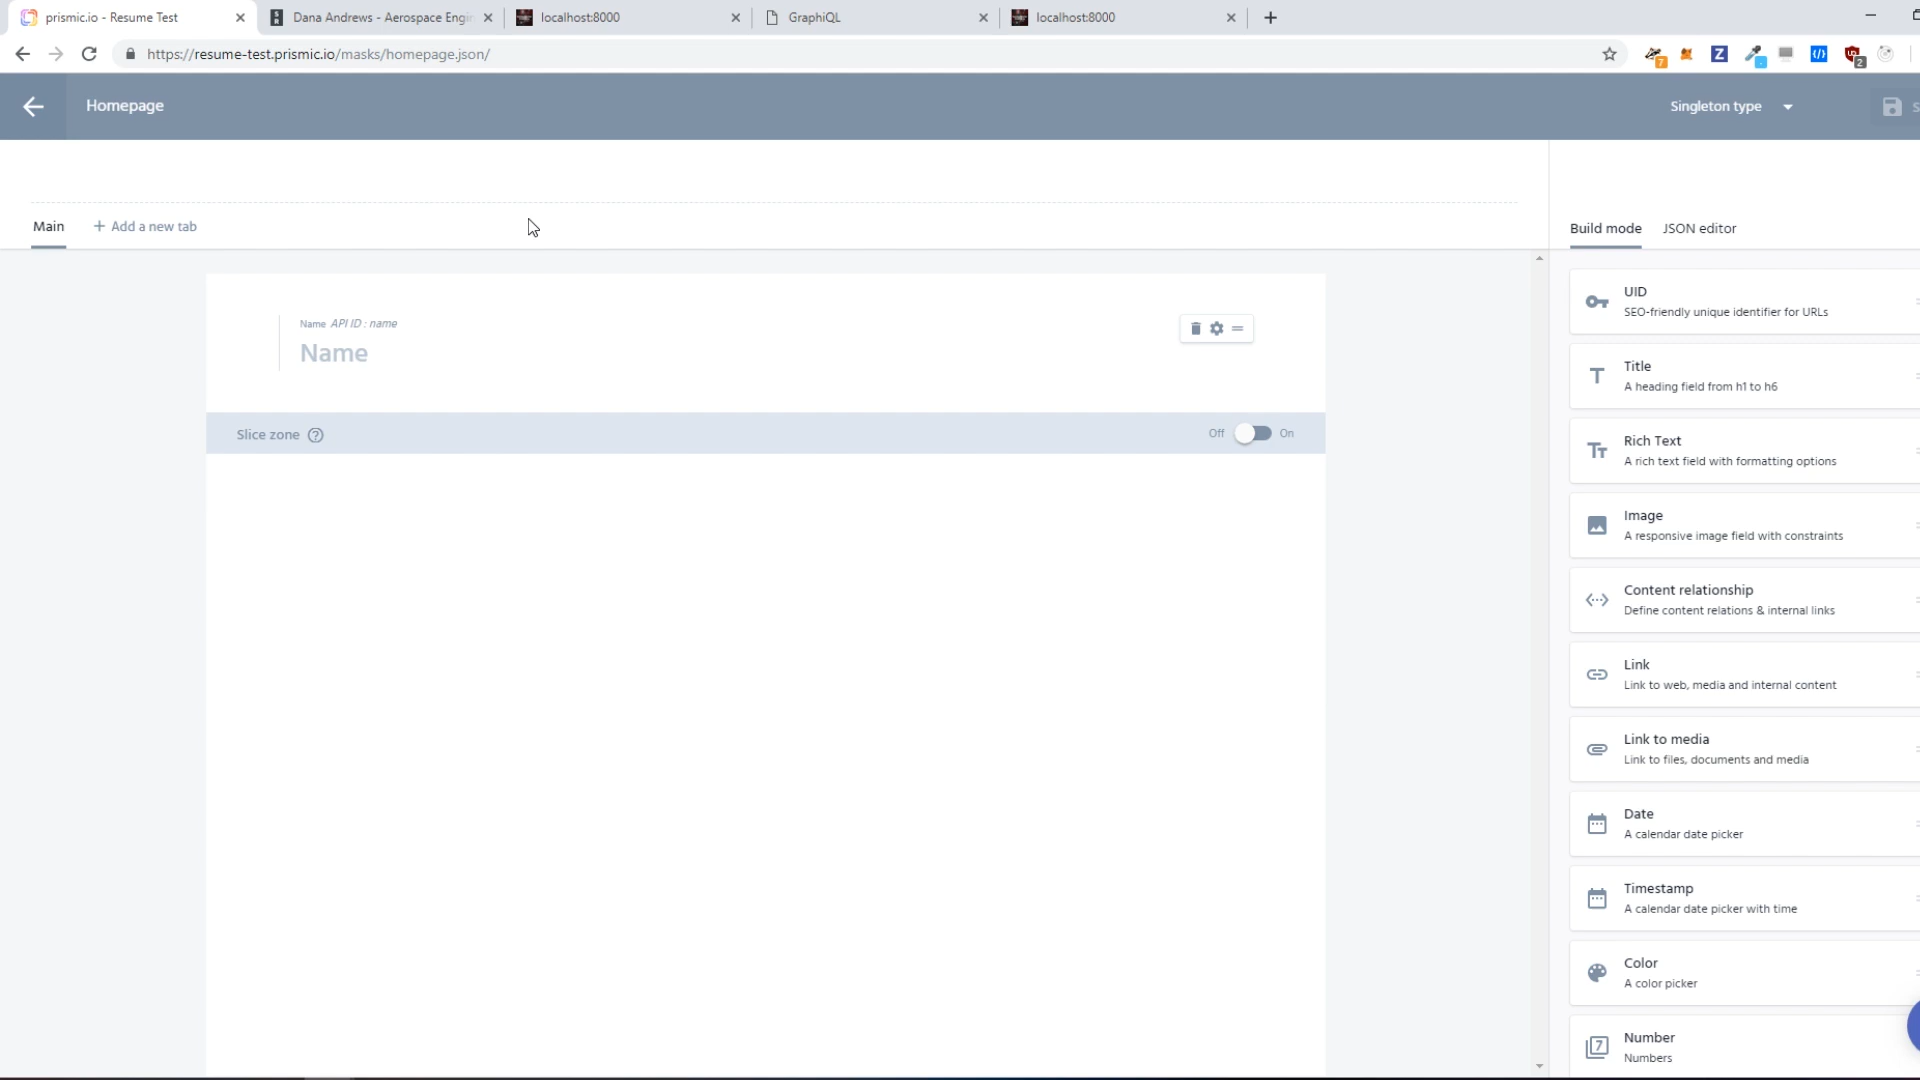 prismic.io - Resume Test
Dana Andrews - Aerospace Engi
localhost:8000
GraphiQL
localhost:8000
https://resume-test.prismic.io/masks/homepage.json/
7
Z
2
Homepage
Singleton type
S
Main
+ Add a new tab
Build mode
JSON editor
Name API ID : name
Name
Slice zone ?
Off
On
UID
SEO-friendly unique identifier for URLs
Title
A heading field from h1 to h6
Rich Text
A rich text field with formatting options
Image
A responsive image field with constraints
Content relationship
Define content relations & internal links
Link
Link to web, media and internal content
Link to media
Link to files, documents and media
Date
A calendar date picker
Timestamp
A calendar date picker with time
Color
A color picker
7
Number
Numbers